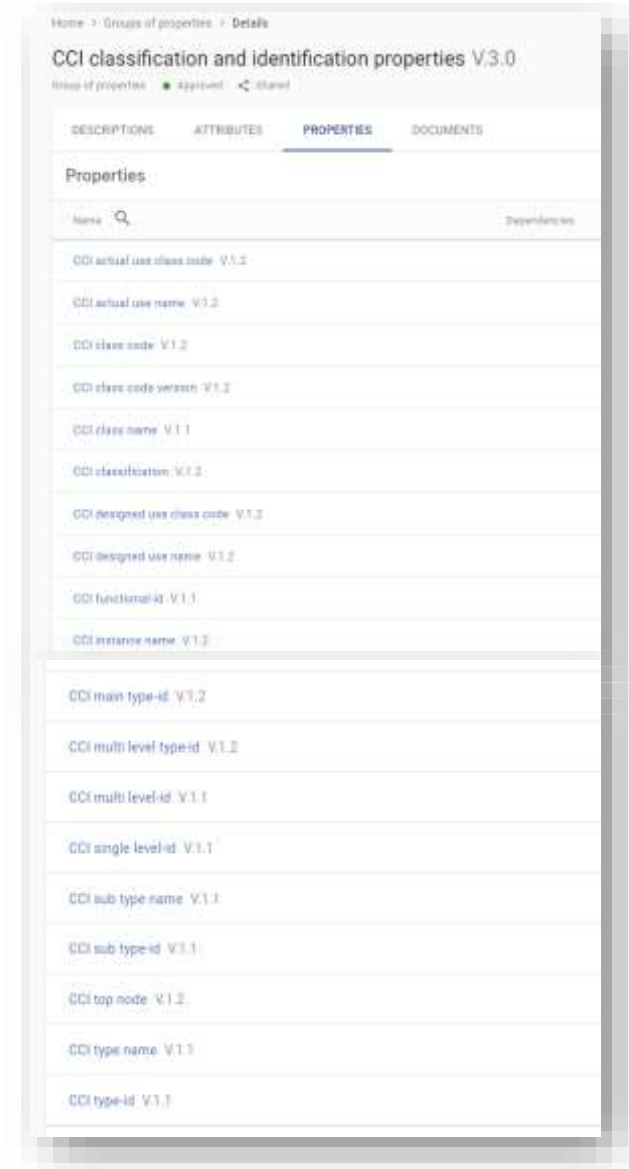 Home > Groups of properties > Details
CCI classification and identification properties V.3.0
Group of properties Approved Shared
DESCRIPTIONS ATTRIBUTES PROPERTIES DOCUMENTS
Properties
Name Dependencies
CCI actual use class code V.1.2
CCI actual use name V.1.2
CCI class code V.1.2
CCI class code version V.1.2
CCI class name V.1.1
CCI classification V.1.2
CCI designed use class code V.1.2
CCI designed use name V.1.2
CCI functional-id V.1.1
CCI instance name V.1.2
CCI main type-id V.1.2
CCI multi level type-id V.1.2
CCI multi level-id V.1.1
CCI single level-id V.1.1
CCI sub type name V.1.1
CCI sub type-id V.1.1
CCI top node V.1.2
CCI type name V.1.1
CCI type-id V.1.1